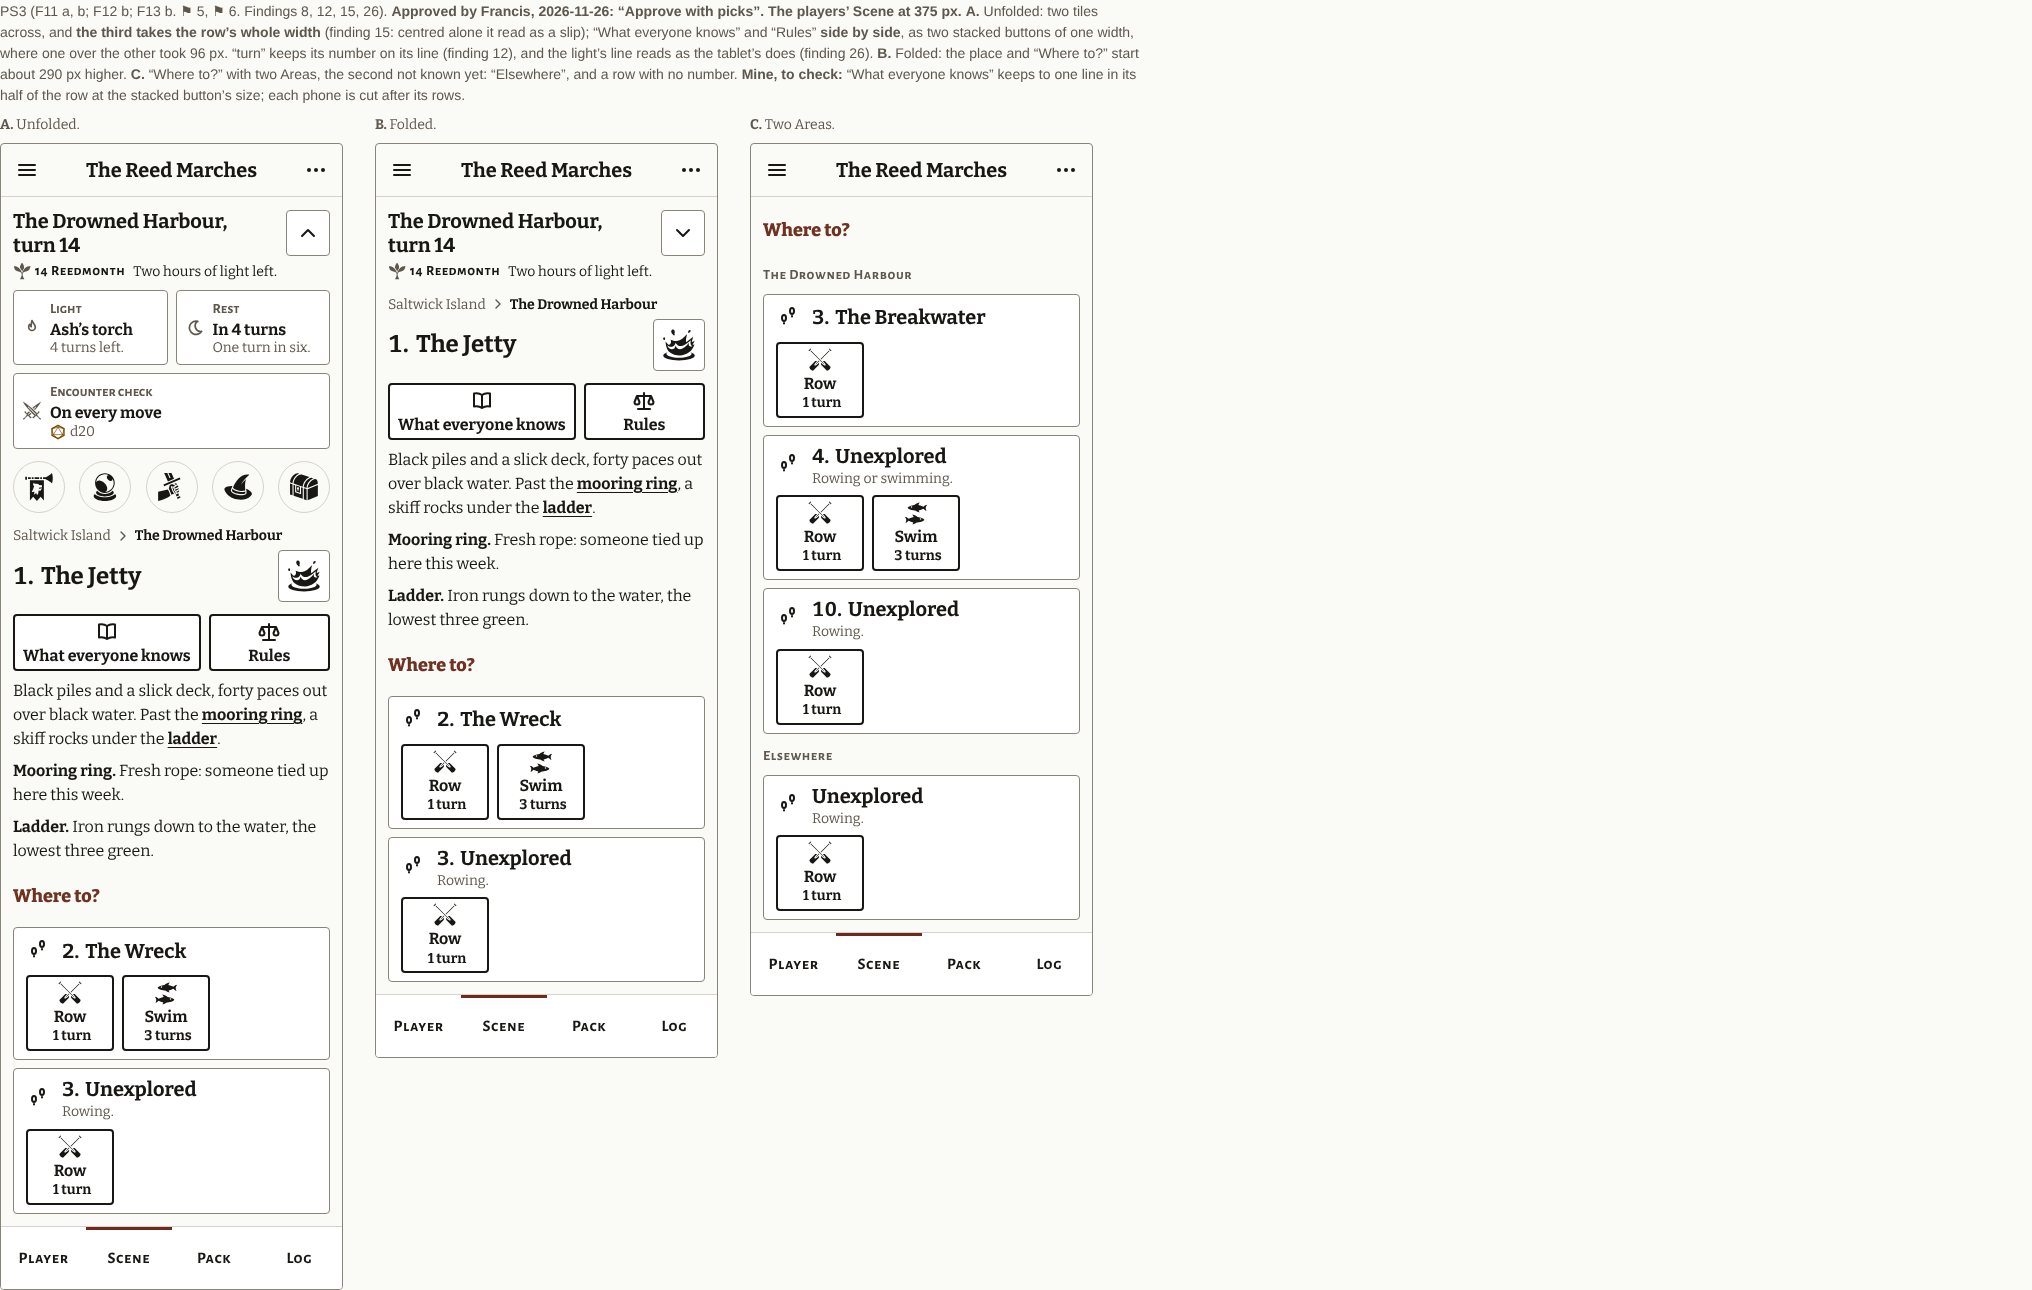 PS3 (F11 a, b; F12 b; F13 b. ⚑ 5, ⚑ 6. Findings 8, 12, 15, 26). Approved by Francis, 2026-11-26: “Approve with picks”. The players’ Scene at 375 px. A. Unfolded: two tiles
across, and the third takes the row’s whole width (finding 15: centred alone it read as a slip); “What everyone knows” and “Rules” side by side, as two stacked buttons of one width,
where one over the other took 96 px. “turn” keeps its number on its line (finding 12), and the light’s line reads as the tablet’s does (finding 26). B. Folded: the place and “Where to?” start
about 290 px higher. C. “Where to?” with two Areas, the second not known yet: “Elsewhere”, and a row with no number. Mine, to check: “What everyone knows” keeps to one line in its
half of the row at the stacked button’s size; each phone is cut after its rows.
A. Unfolded.
The Reed Marches
The Drowned Harbour,
turn 14
14 Reedmonth Two hours of light left.
Light
Ash’s torch
4 turns left.
Rest
In 4 turns
One turn in six.
Encounter check
On every move
d20
Saltwick Island > The Drowned Harbour
1. The Jetty
What everyone knows
Rules
Black piles and a slick deck, forty paces out
over black water. Past the mooring ring, a
skiff rocks under the ladder.
Mooring ring. Fresh rope: someone tied up
here this week.
Ladder. Iron rungs down to the water, the
lowest three green.
Where to?
2. The Wreck
Row
1 turn
Swim
3 turns
3. Unexplored
Rowing.
Row
1 turn
Player Scene Pack Log
B. Folded.
The Reed Marches
The Drowned Harbour,
turn 14
14 Reedmonth Two hours of light left.
Saltwick Island > The Drowned Harbour
1. The Jetty
What everyone knows
Rules
Black piles and a slick deck, forty paces out
over black water. Past the mooring ring, a
skiff rocks under the ladder.
Mooring ring. Fresh rope: someone tied up
here this week.
Ladder. Iron rungs down to the water, the
lowest three green.
Where to?
2. The Wreck
Row
1 turn
Swim
3 turns
3. Unexplored
Rowing.
Row
1 turn
Player Scene Pack Log
C. Two Areas.
The Reed Marches
Where to?
The Drowned Harbour
3. The Breakwater
Row
1 turn
4. Unexplored
Rowing or swimming.
Row
1 turn
Swim
3 turns
10. Unexplored
Rowing.
Row
1 turn
Elsewhere
Unexplored
Rowing.
Row
1 turn
Player Scene Pack Log